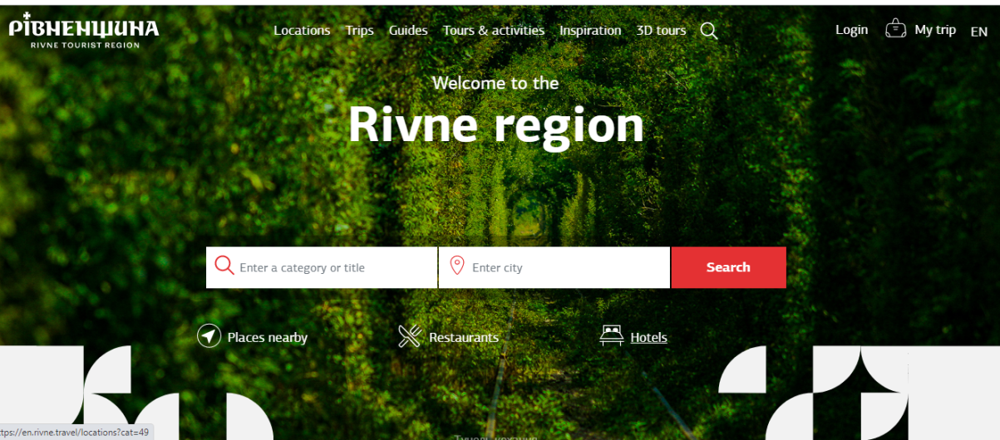 РІВНЕНЩИНА
RIVNE TOURIST REGION
Locations Trips Guides Tours & activities Inspiration 3D tours
Login My trip EN
Welcome to the
Rivne region
Enter a category or title Enter city Search
Places nearby Restaurants Hotels
ttps://en.rivne.travel/locations?cat=49